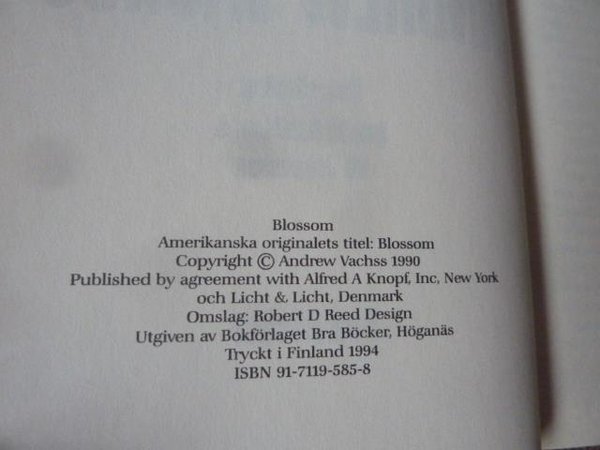 Blossom
Amerikanska originalets titel: Blossom
Copyright © Andrew Vachss 1990
Published by agreement with Alfred A Knopf, Inc, New York
och Licht & Licht, Denmark
Omslag: Robert D Reed Design
Utgiven av Bokförlaget Bra Böcker, Höganäs
Tryckt i Finland 1994
ISBN 91-7119-585-8